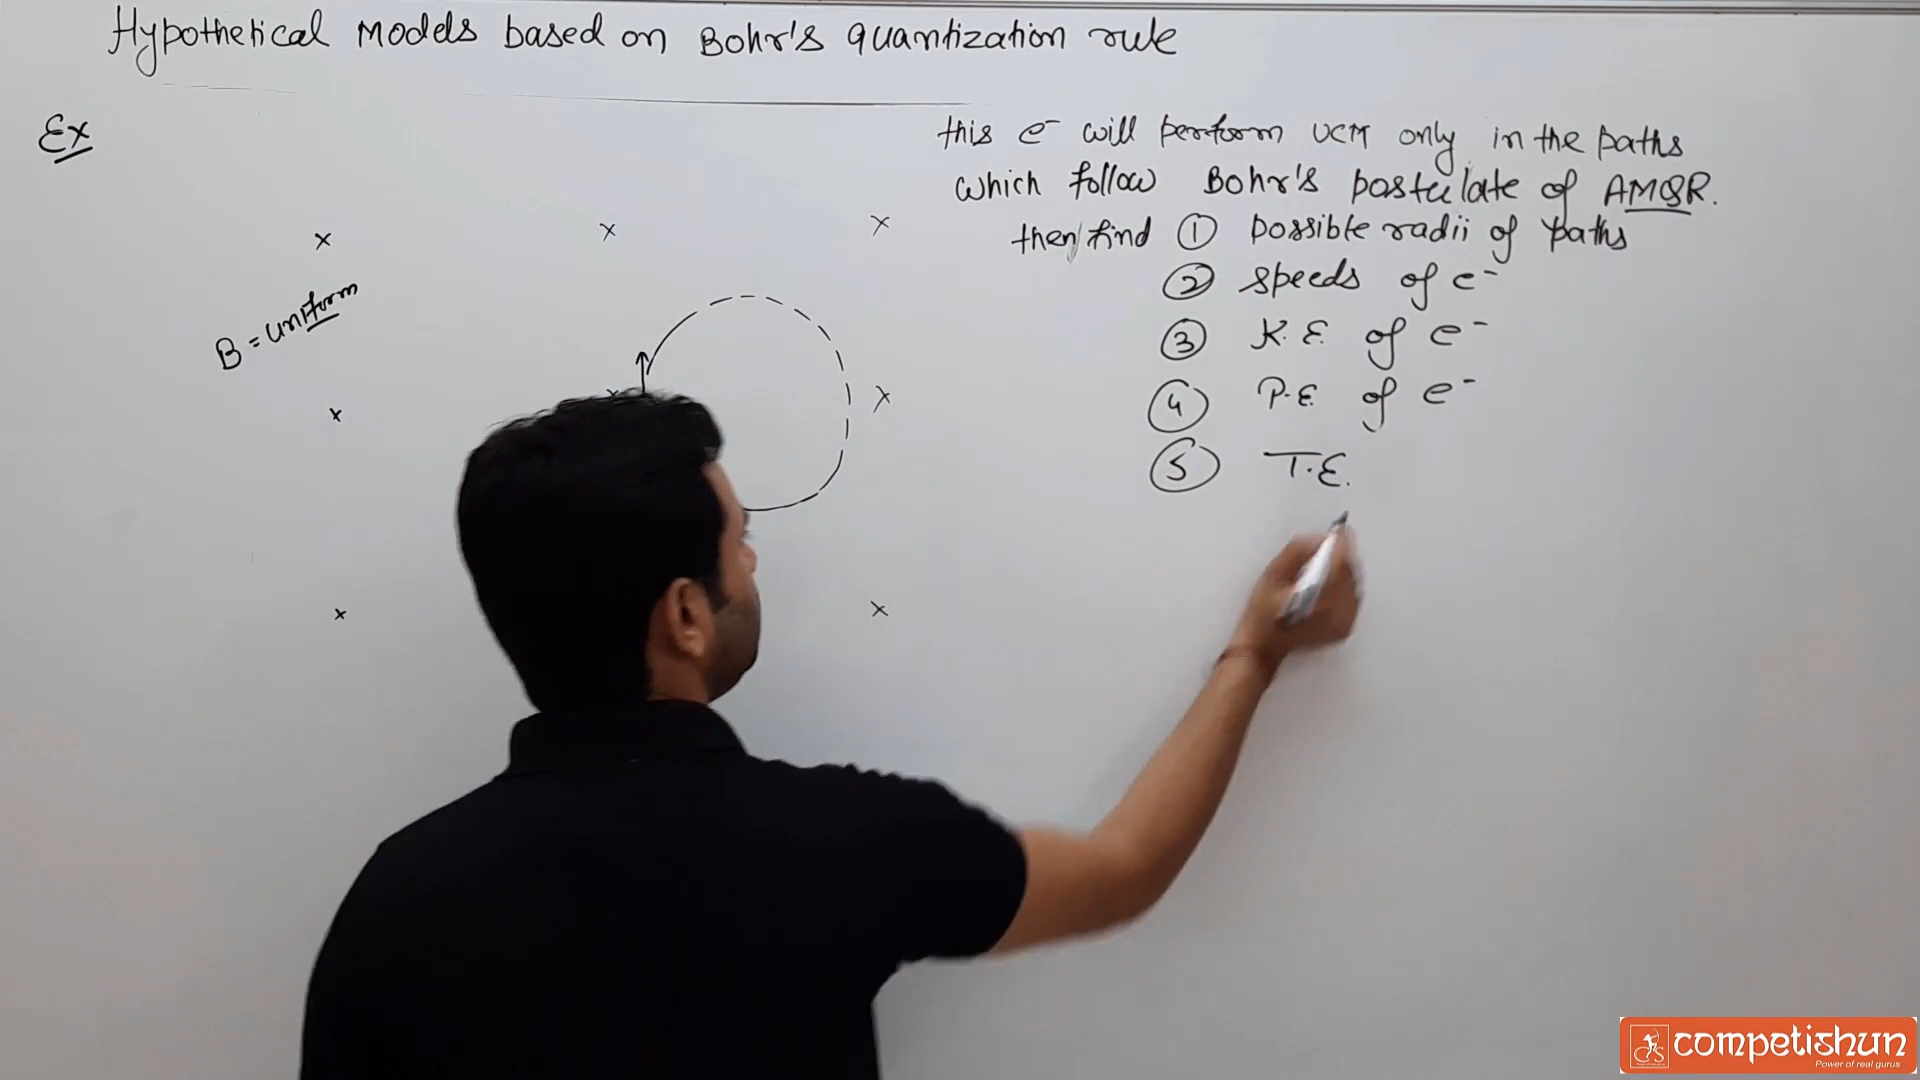 Hypothetical Models based on Bohr's quantization rule
Ex
this e⁻ will perform UCM only in the paths
which follow Bohr's postulate of AMQR.
then find ① possible radii of paths
② speeds of e⁻
③ K.E. of e⁻
④ P.E. of e⁻
⑤ T.E.
B = uniform
competishun
Power of real gurus